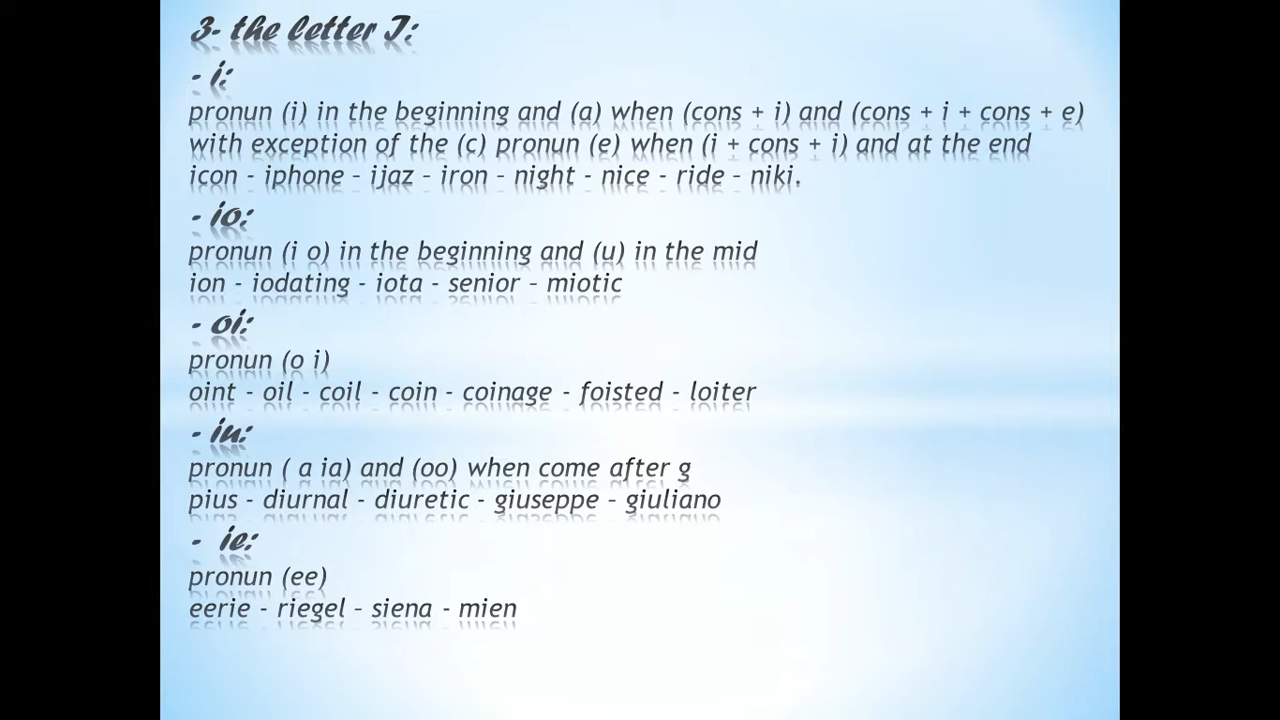 3- the letter I:
- i:
pronun (i) in the beginning and (a) when (cons + i) and (cons + i + cons + e)
with exception of the (c) pronun (e) when (i + cons + i) and at the end
icon - iphone – ijaz – iron – night - nice - ride – niki.
- io:
pronun (i o) in the beginning and (u) in the mid
ion - iodating - iota - senior – miotic
- oi:
pronun (o i)
oint - oil - coil - coin - coinage - foisted - loiter
- iu:
pronun ( a ia) and (oo) when come after g
pius - diurnal - diuretic - giuseppe – giuliano
- ie:
pronun (ee)
eerie - riegel – siena - mien